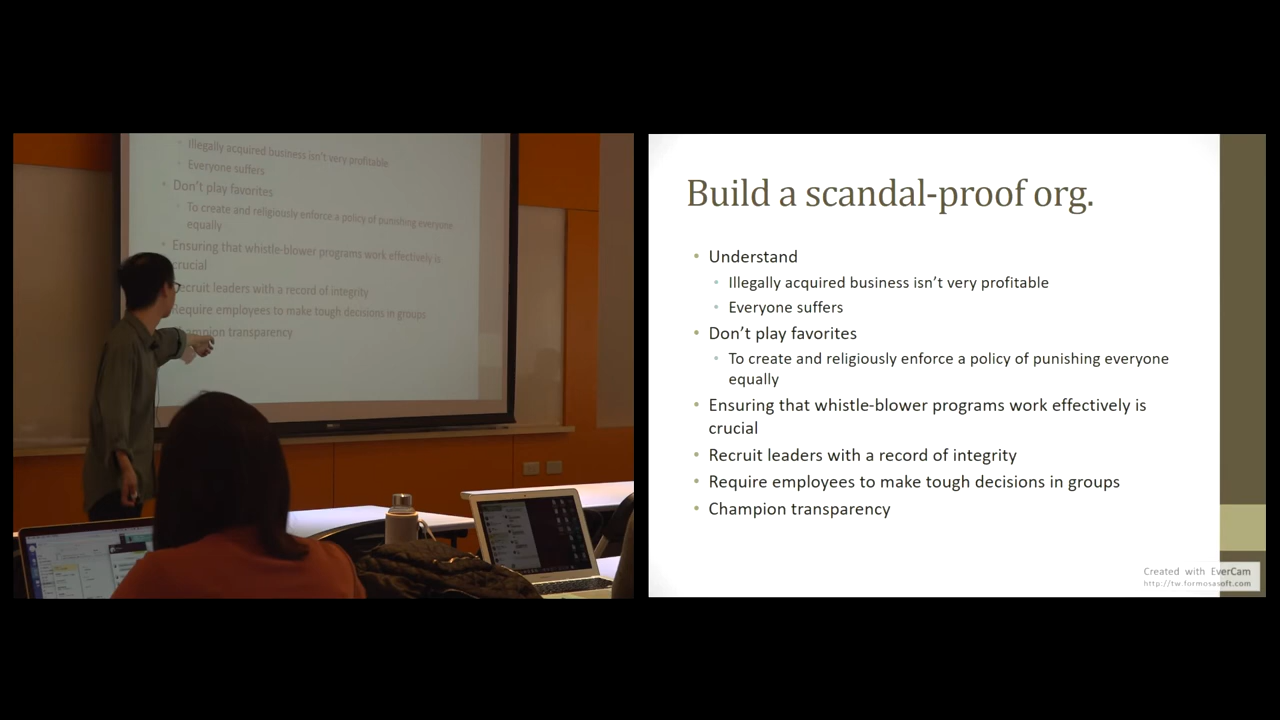 Illegally acquired business isn't very profitable
Everyone suffers
Don't play favorites
To create and religiously enforce a policy of punishing everyone
equally
Ensuring that whistle-blower programs work effectively is
crucial
Recruit leaders with a record of integrity
Require employees to make tough decisions in groups
Champion transparency
Build a scandal-proof org.
Understand
Illegally acquired business isn't very profitable
Everyone suffers
Don't play favorites
To create and religiously enforce a policy of punishing everyone
equally
Ensuring that whistle-blower programs work effectively is
crucial
Recruit leaders with a record of integrity
Require employees to make tough decisions in groups
Champion transparency
Created with EverCam
http://tw.formosasoft.com